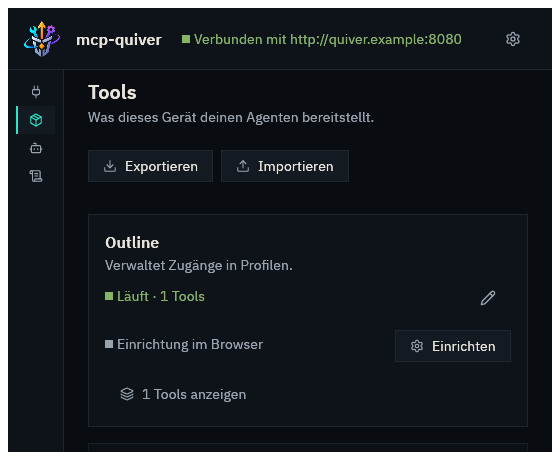 mcp-quiver
Verbunden mit http://quiver.example:8080
Tools
Was dieses Gerät deinen Agenten bereitstellt.
Exportieren
Importieren
Outline
Verwaltet Zugänge in Profilen.
Läuft · 1 Tools
Einrichtung im Browser
Einrichten
1 Tools anzeigen